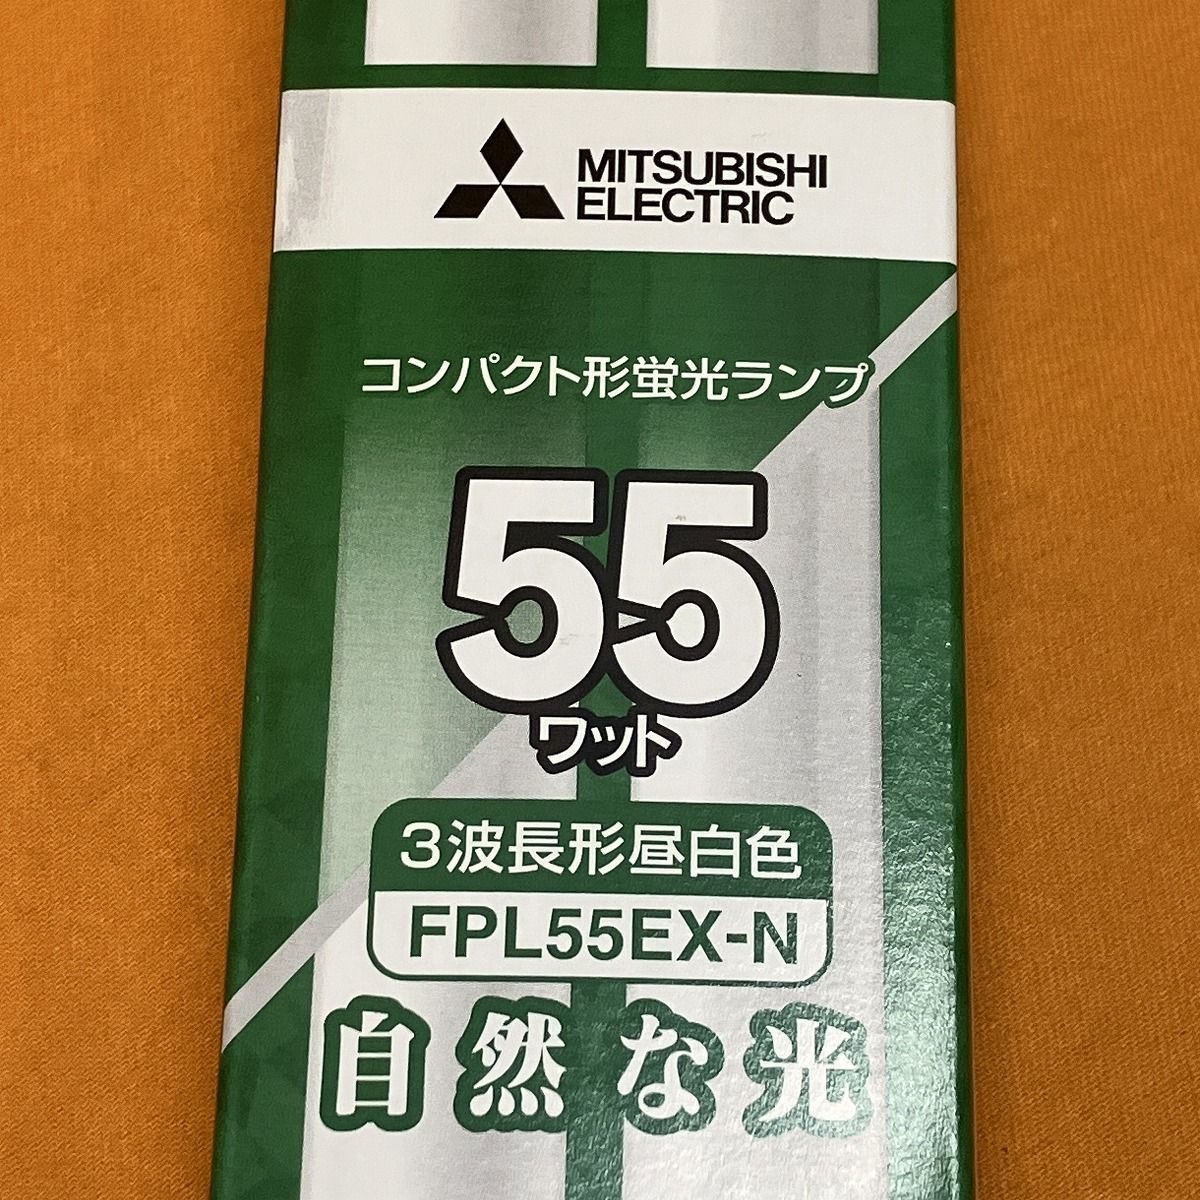 MITSUBISHI
ELECTRIC
コンパクト形蛍光ランプ
55
ワット
3波長形昼白色
FPL55EX-N
自然な光